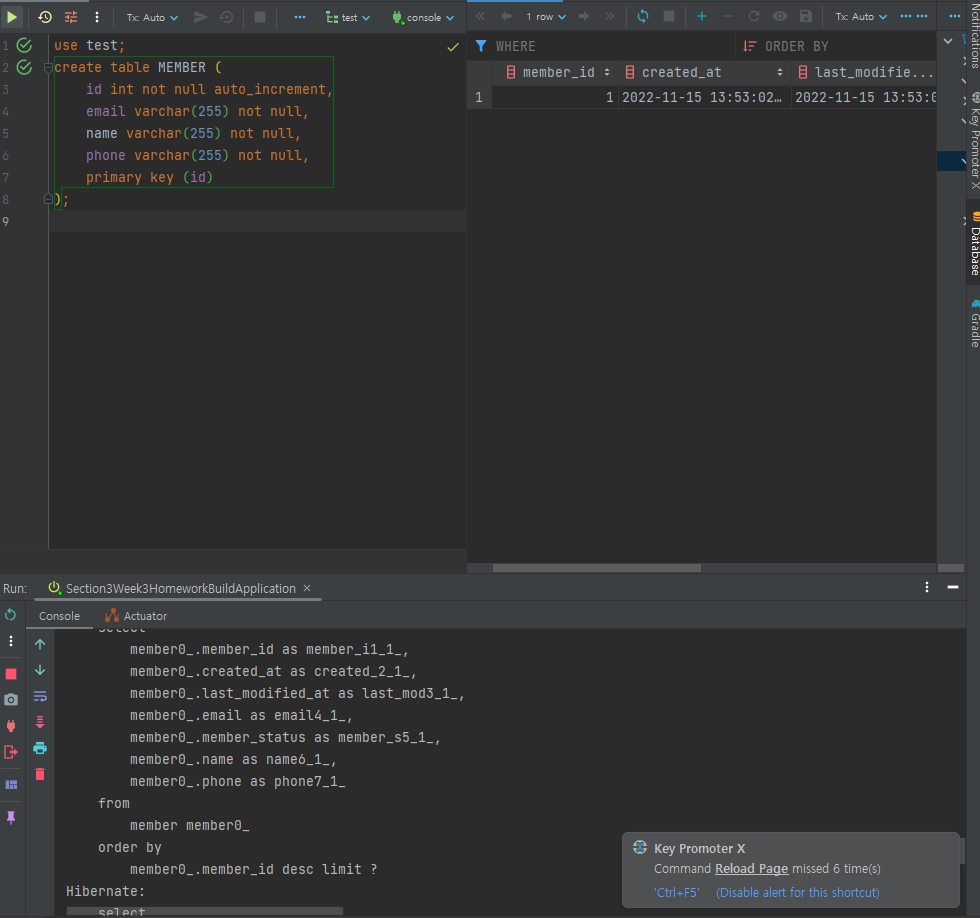 Tx: Auto
test
console
1 row
Tx: Auto
Notifications
Key Promoter X
Database
Gradle
WHERE
ORDER BY
member_id
created_at
last_modifie...
1
1
2022-11-15 13:53:02…
2022-11-15 13:53:0
1 use test;
2 create table MEMBER (
3 id int not null auto_increment,
4 email varchar(255) not null,
5 name varchar(255) not null,
6 phone varchar(255) not null,
7 primary key (id)
8 );
9
Run:
Section3Week3HomeworkBuildApplication
Console
Actuator
select
member0_.member_id as member_i1_1_,
member0_.created_at as created_2_1_,
member0_.last_modified_at as last_mod3_1_,
member0_.email as email4_1_,
member0_.member_status as member_s5_1_,
member0_.name as name6_1_,
member0_.phone as phone7_1_
from
member member0_
order by
member0_.member_id desc limit ?
Hibernate:
select
Key Promoter X
Command Reload Page missed 6 time(s)
'Ctrl+F5' (Disable alert for this shortcut)